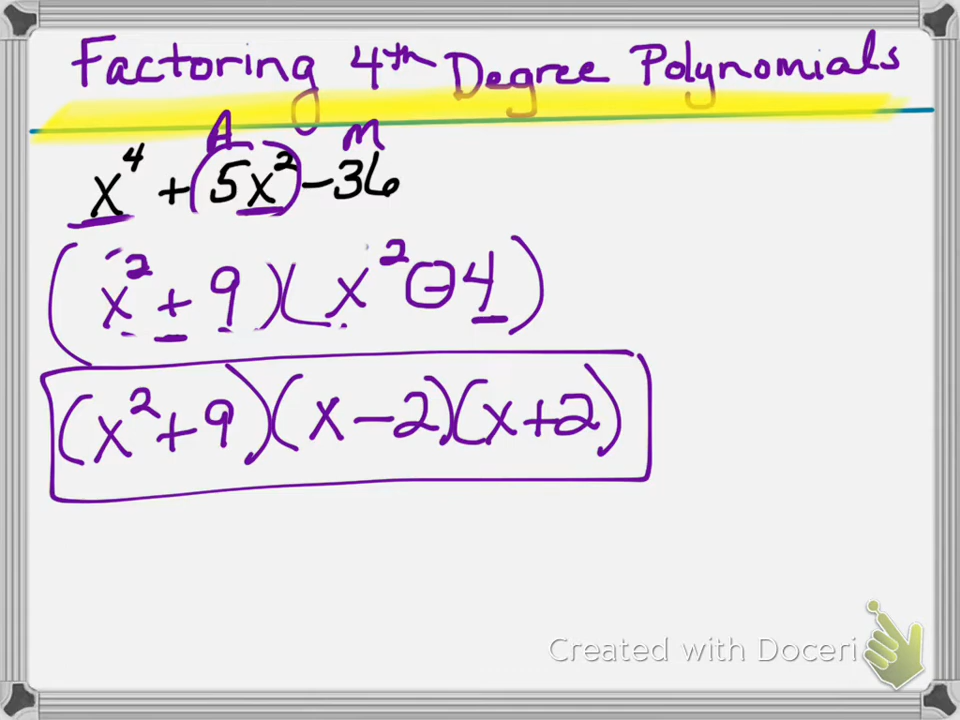 Factoring 4th Degree Polynomials
A M
x⁴ + 5x² - 36
(x² + 9)(x² - 4)
(x² + 9)(x - 2)(x + 2)
Created with Doceri